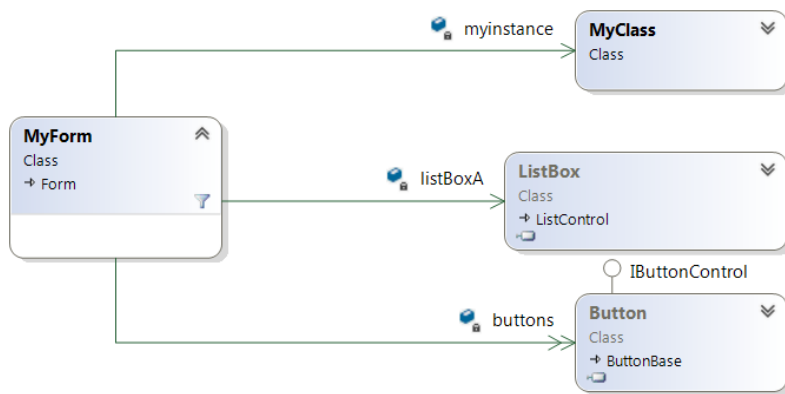 myinstance
MyClass
Class
MyForm
Class
Form
listBoxA
ListBox
Class
ListControl
IButtonControl
buttons
Button
Class
ButtonBase